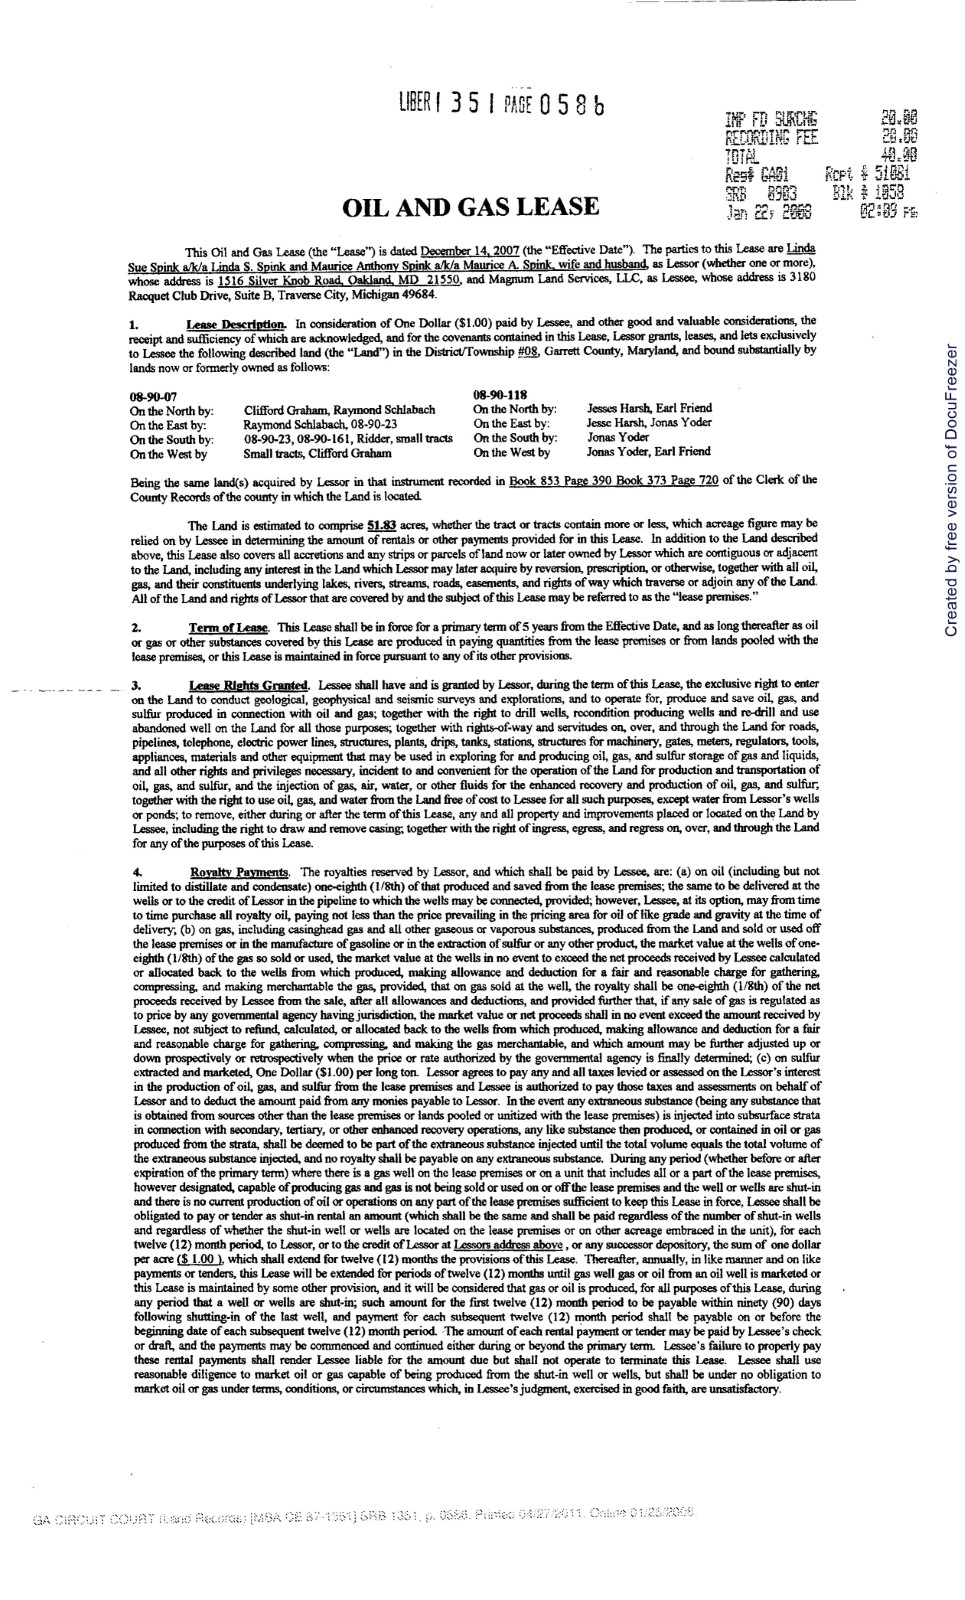 LIBER 1351 PAGE 0586
IMP FD SURCHG 20.00
RECORDING FEE 20.00
TOTAL 40.00
Rest GA01 Rcpt # 51061
SRB 0903 Blk # 1058
Jan 22, 2008 02:09 pm
OIL AND GAS LEASE
This Oil and Gas Lease (the “Lease”) is dated December 14, 2007 (the “Effective Date”). The parties to this Lease are Linda
Sue Spink a/k/a Linda S. Spink and Maurice Anthony Spink a/k/a Maurice A. Spink, wife and husband, as Lessor (whether one or more),
whose address is 1516 Silver Knob Road, Oakland, MD 21550, and Magnum Land Services, LLC, as Lessee, whose address is 3180
Racquet Club Drive, Suite B, Traverse City, Michigan 49684.
1. Lease Description. In consideration of One Dollar ($1.00) paid by Lessee, and other good and valuable considerations, the
receipt and sufficiency of which are acknowledged, and for the covenants contained in this Lease, Lessor grants, leases, and lets exclusively
to Lessee the following described land (the “Land”) in the District/Township #08, Garrett County, Maryland, and bound substantially by
lands now or formerly owned as follows:
08-90-07
On the North by: Clifford Graham, Raymond Schlabach
On the East by: Raymond Schlabach, 08-90-23
On the South by: 08-90-23, 08-90-161, Ridder, small tracts
On the West by Small tracts, Clifford Graham
08-90-118
On the North by: Jesses Harsh, Earl Friend
On the East by: Jesse Harsh, Jonas Yoder
On the South by: Jonas Yoder
On the West by Jonas Yoder, Earl Friend
Being the same land(s) acquired by Lessor in that instrument recorded in Book 853 Page 390 Book 373 Page 720 of the Clerk of the
County Records of the county in which the Land is located.
The Land is estimated to comprise 51.83 acres, whether the tract or tracts contain more or less, which acreage figure may be
relied on by Lessee in determining the amount of rentals or other payments provided for in this Lease. In addition to the Land described
above, this Lease also covers all accretions and any strips or parcels of land now or later owned by Lessor which are contiguous or adjacent
to the Land, including any interest in the Land which Lessor may later acquire by reversion, prescription, or otherwise, together with all oil,
gas, and their constituents underlying lakes, rivers, streams, roads, easements, and rights of way which traverse or adjoin any of the Land.
All of the Land and rights of Lessor that are covered by and the subject of this Lease may be referred to as the “lease premises.”
2. Term of Lease. This Lease shall be in force for a primary term of 5 years from the Effective Date, and as long thereafter as oil
or gas or other substances covered by this Lease are produced in paying quantities from the lease premises or from lands pooled with the
lease premises, or this Lease is maintained in force pursuant to any of its other provisions.
3. Lease Rights Granted. Lessee shall have and is granted by Lessor, during the term of this Lease, the exclusive right to enter
on the Land to conduct geological, geophysical and seismic surveys and explorations, and to operate for, produce and save oil, gas, and
sulfur produced in connection with oil and gas; together with the right to drill wells, recondition producing wells and re-drill and use
abandoned well on the Land for all those purposes; together with rights-of-way and servitudes on, over, and through the Land for roads,
pipelines, telephone, electric power lines, structures, plants, drips, tanks, stations, structures for machinery, gates, meters, regulators, tools,
appliances, materials and other equipment that may be used in exploring for and producing oil, gas, and sulfur storage of gas and liquids,
and all other rights and privileges necessary, incident to and convenient for the operation of the Land for production and transportation of
oil, gas, and sulfur, and the injection of gas, air, water, or other fluids for the enhanced recovery and production of oil, gas, and sulfur;
together with the right to use oil, gas, and water from the Land free of cost to Lessee for all such purposes, except water from Lessor’s wells
or ponds; to remove, either during or after the term of this Lease, any and all property and improvements placed or located on the Land by
Lessee, including the right to draw and remove casing; together with the right of ingress, egress, and regress on, over, and through the Land
for any of the purposes of this Lease.
4. Royalty Payments. The royalties reserved by Lessor, and which shall be paid by Lessee, are: (a) on oil (including but not
limited to distillate and condensate) one-eighth (1/8th) of that produced and saved from the lease premises; the same to be delivered at the
wells or to the credit of Lessor in the pipeline to which the wells may be connected, provided; however, Lessee, at its option, may from time
to time purchase all royalty oil, paying not less than the price prevailing in the pricing area for oil of like grade and gravity at the time of
delivery; (b) on gas, including casinghead gas and all other gaseous or vaporous substances, produced from the Land and sold or used off
the lease premises or in the manufacture of gasoline or in the extraction of sulfur or any other product, the market value at the wells of one-
eighth (1/8th) of the gas so sold or used, the market value at the wells in no event to exceed the net proceeds received by Lessee calculated
or allocated back to the wells from which produced, making allowance and deduction for a fair and reasonable charge for gathering,
compressing, and making merchantable the gas, provided, that on gas sold at the well, the royalty shall be one-eighth (1/8th) of the net
proceeds received by Lessee from the sale, after all allowances and deductions, and provided further that, if any sale of gas is regulated as
to price by any governmental agency having jurisdiction, the market value or net proceeds shall in no event exceed the amount received by
Lessee, not subject to refund, calculated, or allocated back to the wells from which produced, making allowance and deduction for a fair
and reasonable charge for gathering, compressing, and making the gas merchantable, and which amount may be further adjusted up or
down prospectively or retrospectively when the price or rate authorized by the governmental agency is finally determined; (c) on sulfur
extracted and marketed, One Dollar ($1.00) per long ton. Lessor agrees to pay any and all taxes levied or assessed on the Lessor’s interest
in the production of oil, gas, and sulfur from the lease premises and Lessee is authorized to pay those taxes and assessments on behalf of
Lessor and to deduct the amount paid from any monies payable to Lessor. In the event any extraneous substance (being any substance that
is obtained from sources other than the lease premises or lands pooled or unitized with the lease premises) is injected into subsurface strata
in connection with secondary, tertiary, or other enhanced recovery operations, any like substance then produced, or contained in oil or gas
produced from the strata, shall be deemed to be part of the extraneous substance injected until the total volume equals the total volume of
the extraneous substance injected, and no royalty shall be payable on any extraneous substance. During any period (whether before or after
expiration of the primary term) where there is a gas well on the lease premises or on a unit that includes all or a part of the lease premises,
however designated, capable of producing gas and gas is not being sold or used on or off the lease premises and the well or wells are shut-in
and there is no current production of oil or operations on any part of the lease premises sufficient to keep this Lease in force, Lessee shall be
obligated to pay or tender as shut-in rental an amount (which shall be the same and shall be paid regardless of the number of shut-in wells
and regardless of whether the shut-in well or wells are located on the lease premises or on other acreage embraced in the unit), for each
twelve (12) month period, to Lessor, or to the credit of Lessor at Lessors address above , or any successor depository, the sum of one dollar
per acre ($ 1.00 ), which shall extend for twelve (12) months the provisions of this Lease. Thereafter, annually, in like manner and on like
payments or tenders, this Lease will be extended for periods of twelve (12) months until gas well gas or oil from an oil well is marketed or
this Lease is maintained by some other provision, and it will be considered that gas or oil is produced, for all purposes of this Lease, during
any period that a well or wells are shut-in; such amount for the first twelve (12) month period to be payable within ninety (90) days
following shutting-in of the last well, and payment for each subsequent twelve (12) month period shall be payable on or before the
beginning date of each subsequent twelve (12) month period. The amount of each rental payment or tender may be paid by Lessee’s check
or draft, and the payments may be commenced and continued either during or beyond the primary term. Lessee’s failure to properly pay
these rental payments shall render Lessee liable for the amount due but shall not operate to terminate this Lease. Lessee shall use
reasonable diligence to market oil or gas capable of being produced from the shut-in well or wells, but shall be under no obligation to
market oil or gas under terms, conditions, or circumstances which, in Lessee’s judgment, exercised in good faith, are unsatisfactory.
GA CIRCUIT COURT (Land Records) [MSA CE 87-1351] SRB 1351, p. 0586. Printed 04/27/2011. Online 01/25/2008.
Created by free version of DocuFreezer